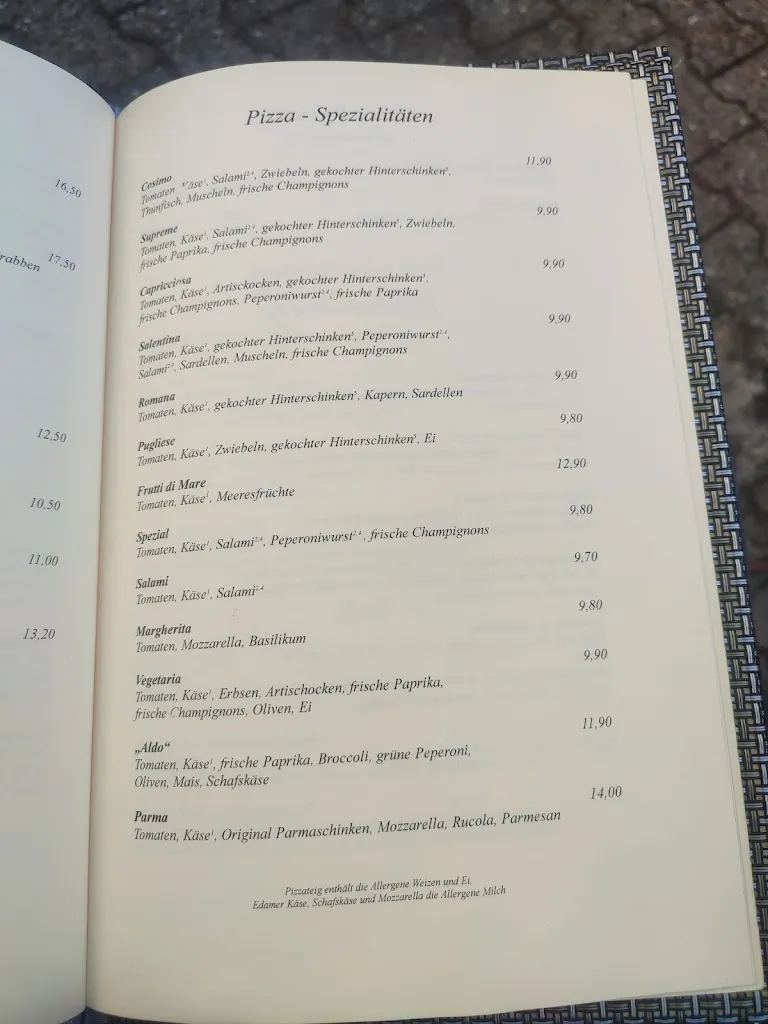 16,50
rabben 17,50
12,50
10,50
11,00
13,20
Pizza - Spezialitäten
Cosimo 11,90
Tomaten, Käse¹, Salami²·⁴, Zwiebeln, gekochter Hinterschinken³,
Thunfisch, Muscheln, frische Champignons
Supreme 9,90
Tomaten, Käse¹, Salami²·⁴, gekochter Hinterschinken³, Zwiebeln,
frische Paprika, frische Champignons
Capricciosa 9,90
Tomaten, Käse¹, Artisckocken, gekochter Hinterschinken³,
frische Champignons, Peperoniwurst²·⁴, frische Paprika
Salentina 9,90
Tomaten, Käse¹, gekochter Hinterschinken³, Peperoniwurst²·⁴,
Salami²·⁴, Sardellen, Muscheln, frische Champignons
Romana 9,90
Tomaten, Käse¹, gekochter Hinterschinken³, Kapern, Sardellen
Pugliese 9,80
Tomaten, Käse¹, Zwiebeln, gekochter Hinterschinken³, Ei
Frutti di Mare 12,90
Tomaten, Käse¹, Meeresfrüchte
Spezial 9,80
Tomaten, Käse¹, Salami²·⁴, Peperoniwurst²·⁴, frische Champignons
Salami 9,70
Tomaten, Käse¹, Salami²·⁴
Margherita 9,80
Tomaten, Mozzarella, Basilikum
Vegetaria 9,90
Tomaten, Käse¹, Erbsen, Artischocken, frische Paprika,
frische Champignons, Oliven, Ei
„Aldo“ 11,90
Tomaten, Käse¹, frische Paprika, Broccoli, grüne Peperoni,
Oliven, Mais, Schafskäse
Parma 14,00
Tomaten, Käse¹, Original Parmaschinken, Mozzarella, Rucola, Parmesan
Pizzateig enthält die Allergene Weizen und Ei.
Edamer Käse, Schafskäse und Mozzarella die Allergene Milch